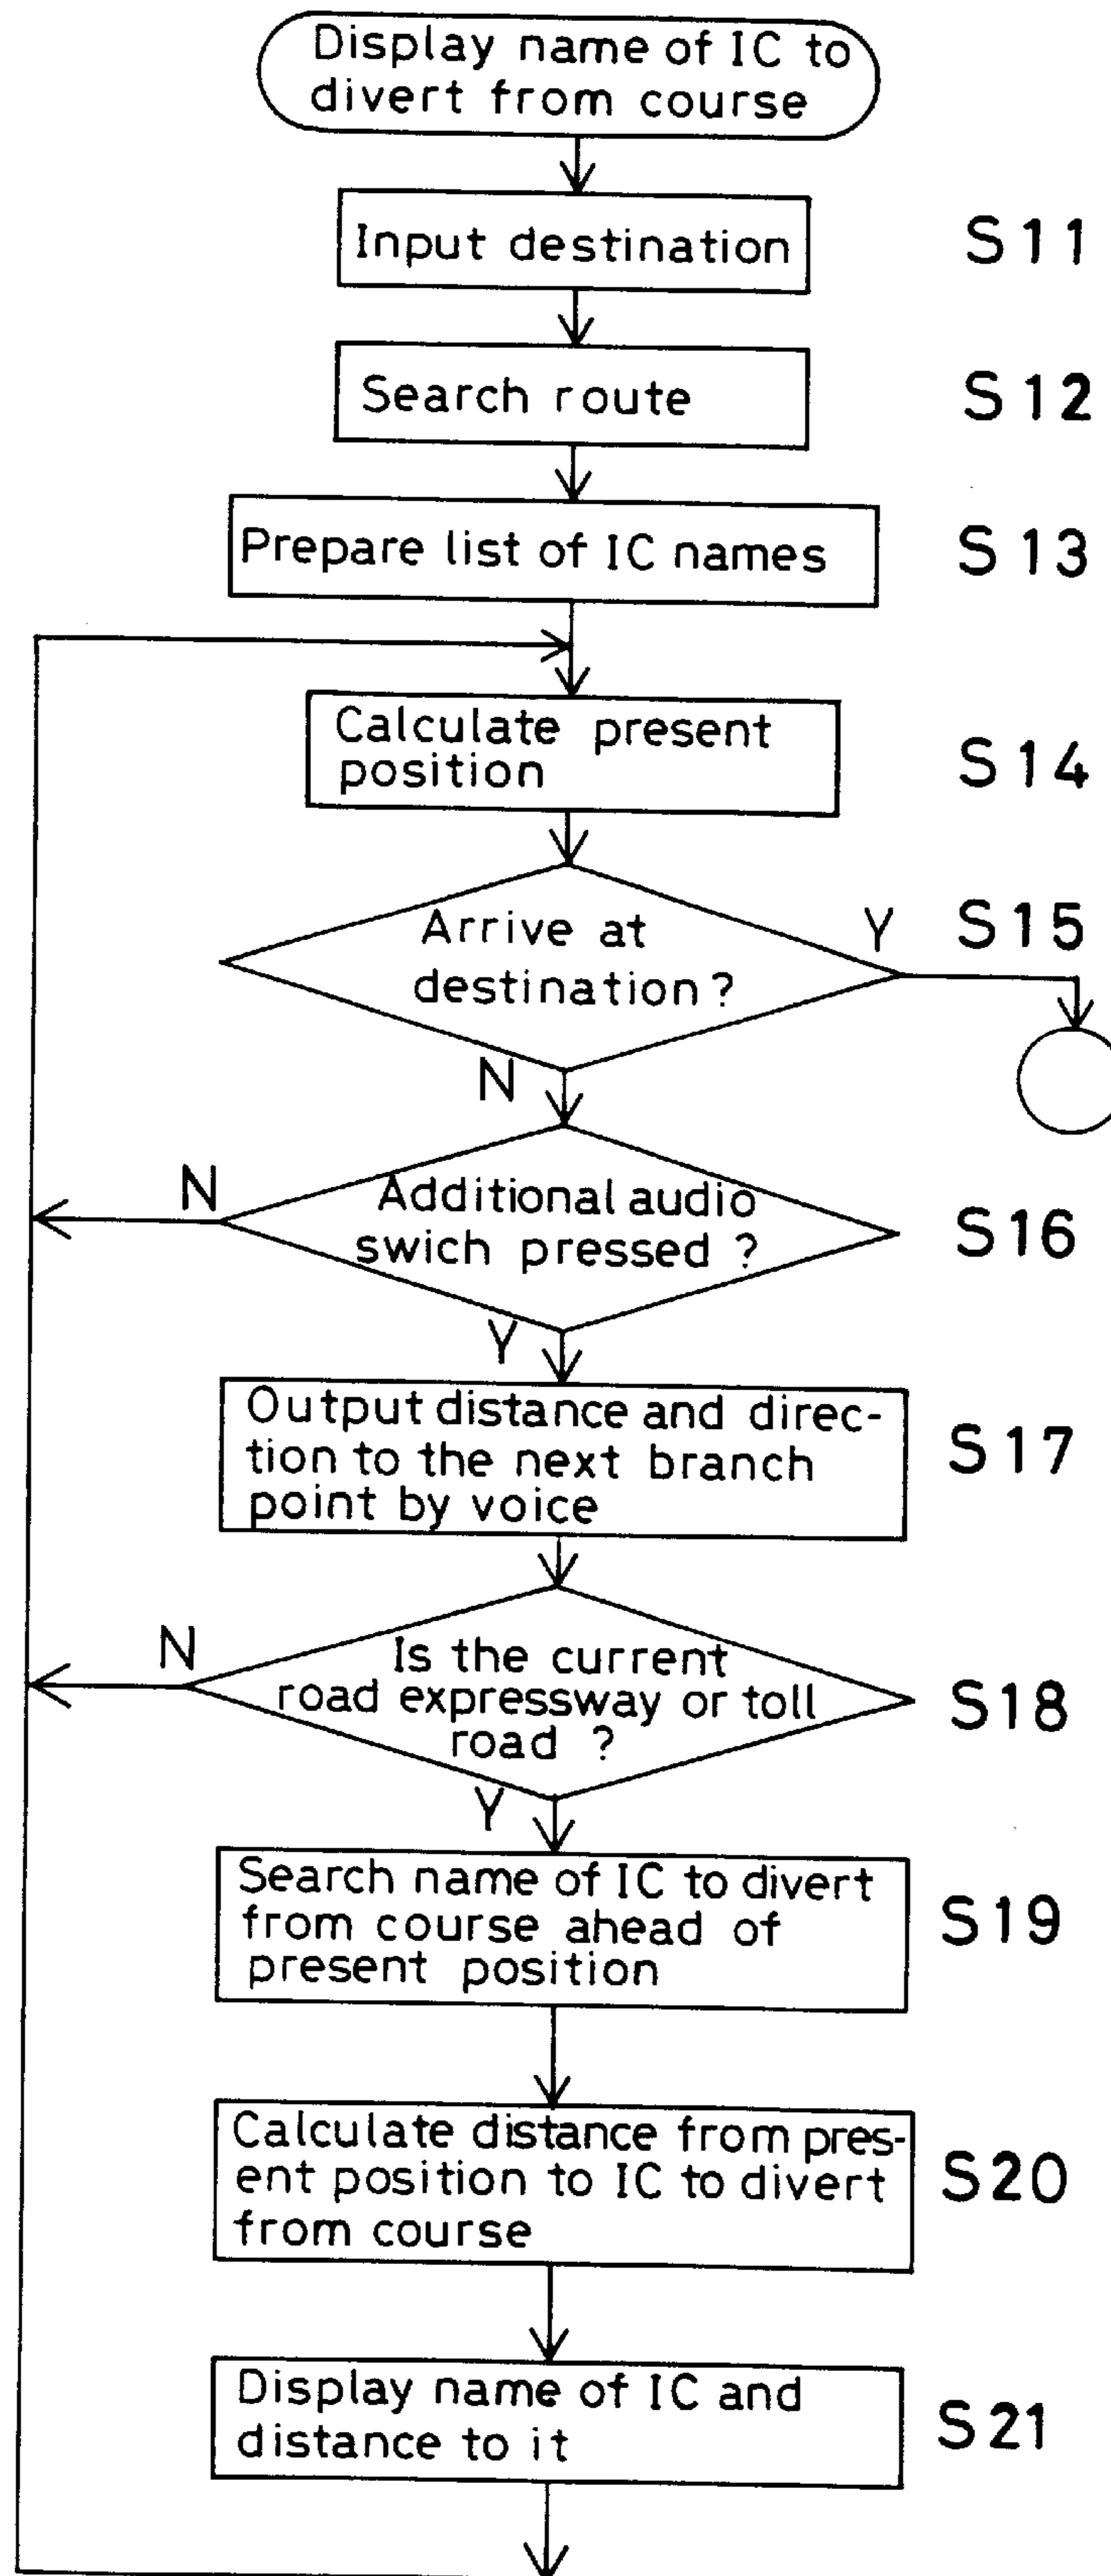 Display name of IC to
divert from course
Input destination
S11
Search route
S12
Prepare list of IC names
S13
Calculate present
position
S14
Arrive at
destination ?
Y
S15
N
Additional audio
swich pressed ?
N
S16
Y
Output distance and direc-
tion to the next branch
point by voice
S17
Is the current
road expressway or toll
road ?
N
S18
Y
Search name of IC to divert
from course ahead of
present position
S19
Calculate distance from pres-
ent position to IC to divert
from course
S20
Display name of IC and
distance to it
S21